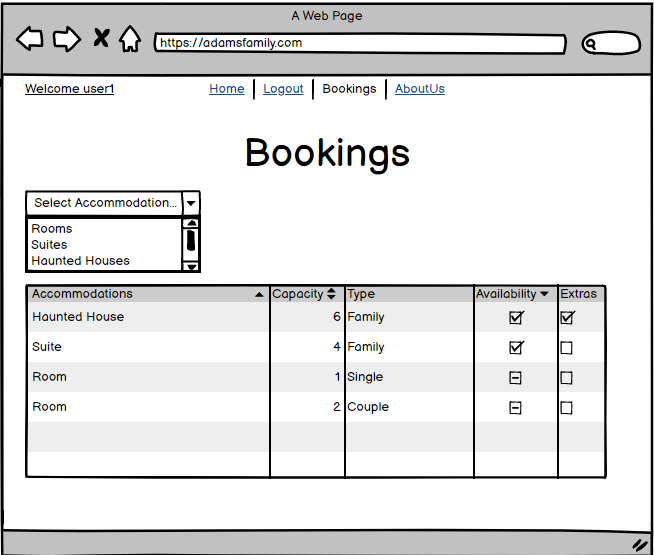 A Web Page
https://adamsfamily.com
Welcome user1 Home Logout Bookings AboutUs
Bookings
Select Accommodation...
Rooms
Suites
Haunted Houses
Accommodations Capacity Type Availability Extras
Haunted House 6 Family
Suite 4 Family
Room 1 Single
Room 2 Couple